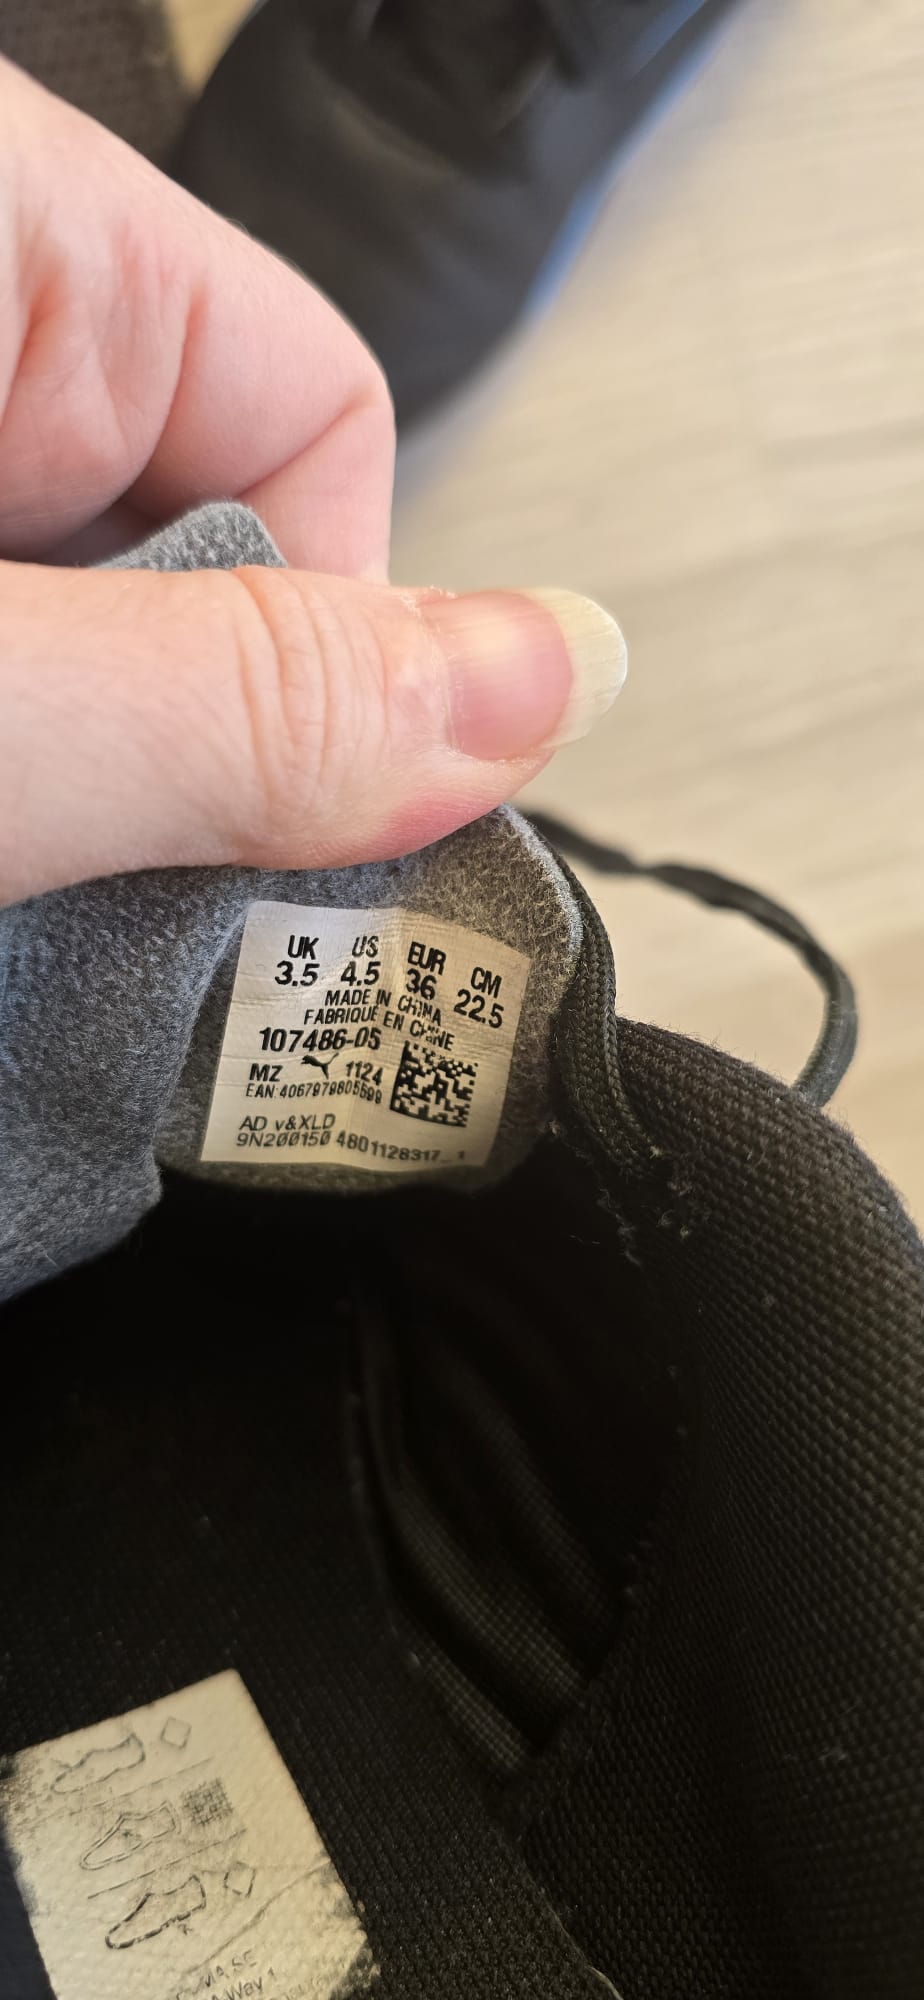 UK US EUR CM
3.5 4.5 36 22.5
MADE IN CHINA
FABRIQUÉ EN CHINE
107486-05
MZ 1124
EAN:4067979805599
AD v&XLD
9N200150 4801128317_1